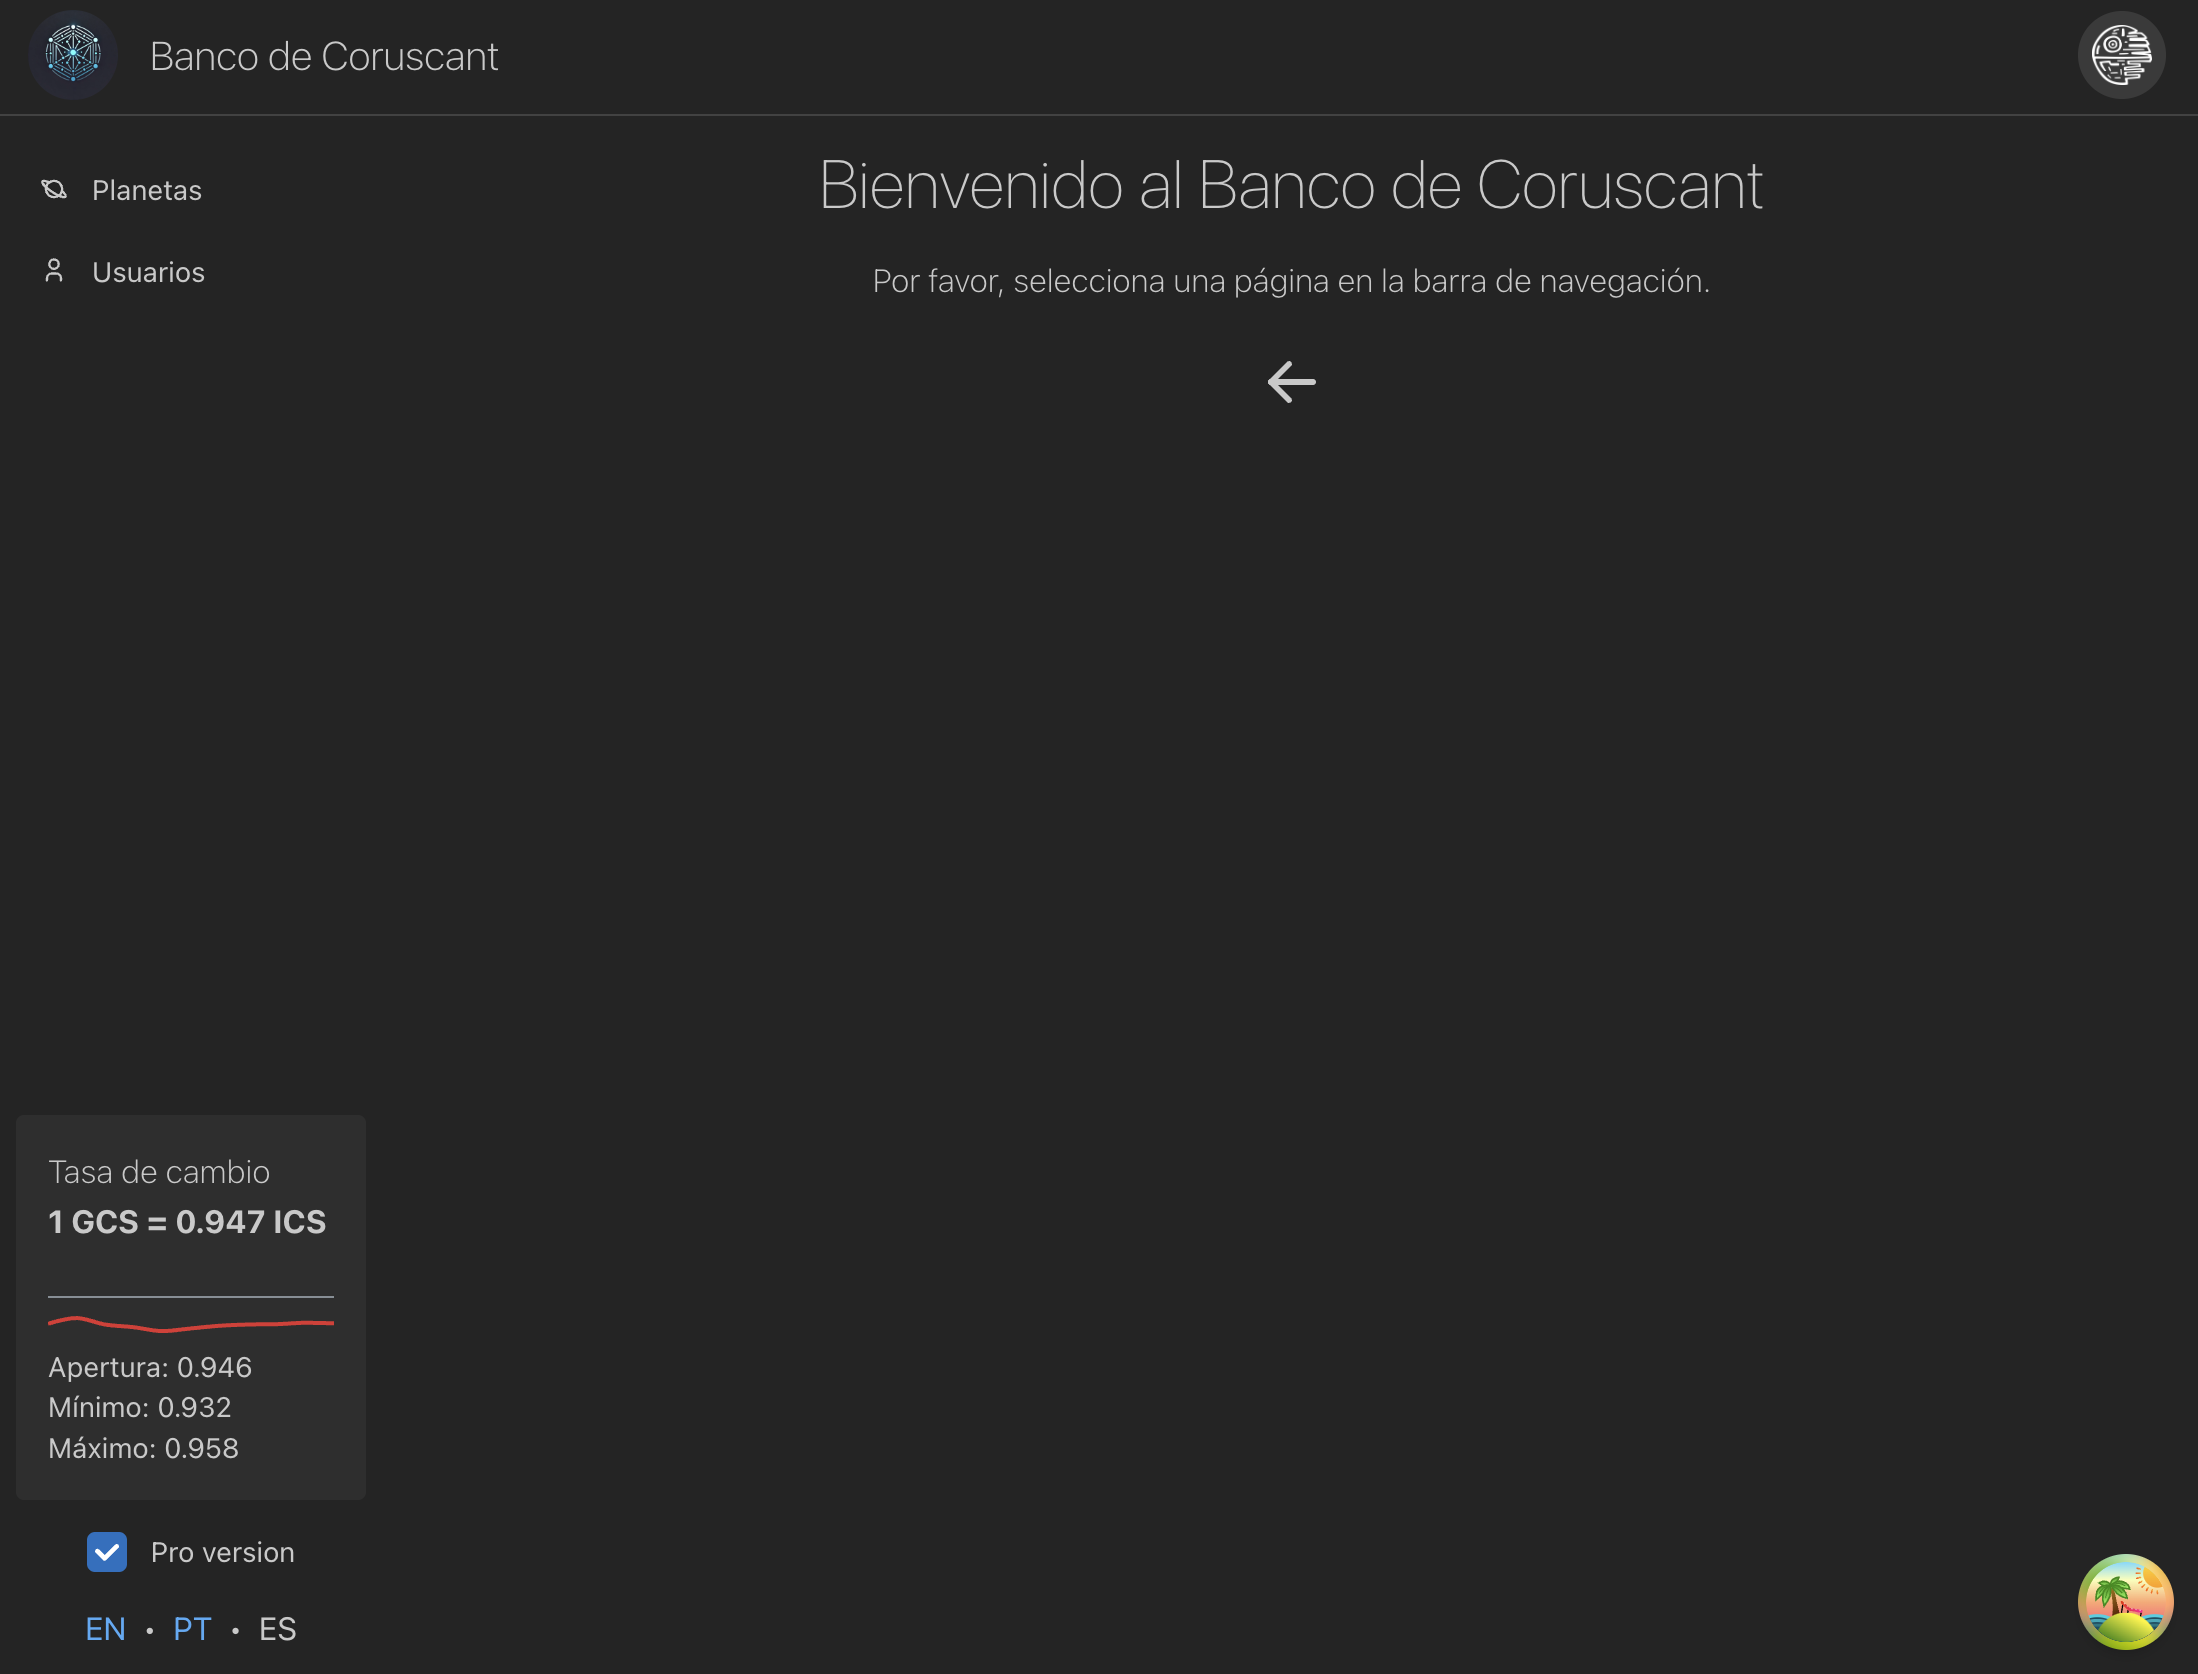 Banco de Coruscant
Planetas
Usuarios
Bienvenido al Banco de Coruscant
Por favor, selecciona una página en la barra de navegación.
Tasa de cambio
1 GCS = 0.947 ICS
Apertura: 0.946
Mínimo: 0.932
Máximo: 0.958
Pro version
EN • PT • ES